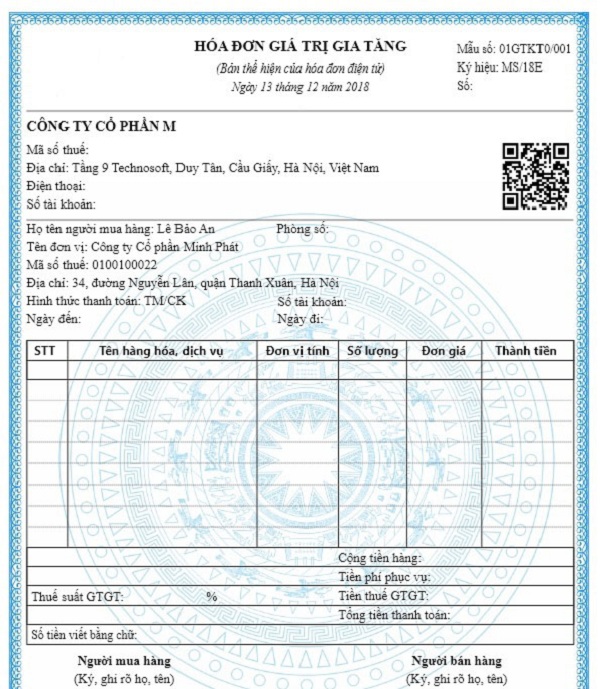 HÓA ĐƠN GIÁ TRỊ GIA TĂNG
(Bản thể hiện của hóa đơn điện tử)
Ngày 13 tháng 12 năm 2018
Mẫu số: 01GTKT0/001
Ký hiệu: MS/18E
Số:
CÔNG TY CỔ PHẦN M
Mã số thuế:
Địa chỉ: Tầng 9 Technosoft, Duy Tân, Cầu Giấy, Hà Nội, Việt Nam
Điện thoại:
Số tài khoản:
Họ tên người mua hàng: Lê Bảo An Phòng số:
Tên đơn vị: Công ty Cổ phần Minh Phát
Mã số thuế: 0100100022
Địa chỉ: 34, đường Nguyễn Lân, quận Thanh Xuân, Hà Nội
Hình thức thanh toán: TM/CK Số tài khoản:
Ngày đến: Ngày đi:
STT Tên hàng hóa, dịch vụ Đơn vị tính Số lượng Đơn giá Thành tiền
Cộng tiền hàng:
Tiền phí phục vụ:
Thuế suất GTGT: % Tiền thuế GTGT:
Tổng tiền thanh toán:
Số tiền viết bằng chữ:
Người mua hàng Người bán hàng
(Ký, ghi rõ họ, tên) (Ký, ghi rõ họ, tên)